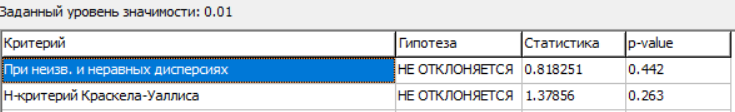 Заданный уровень значимости: 0.01
Критерий Гипотеза Статистика p-value
При неизв. и неравных дисперсиях НЕ ОТКЛОНЯЕТСЯ 0.818251 0.442
H-критерий Краскела-Уаллиса НЕ ОТКЛОНЯЕТСЯ 1.37856 0.263